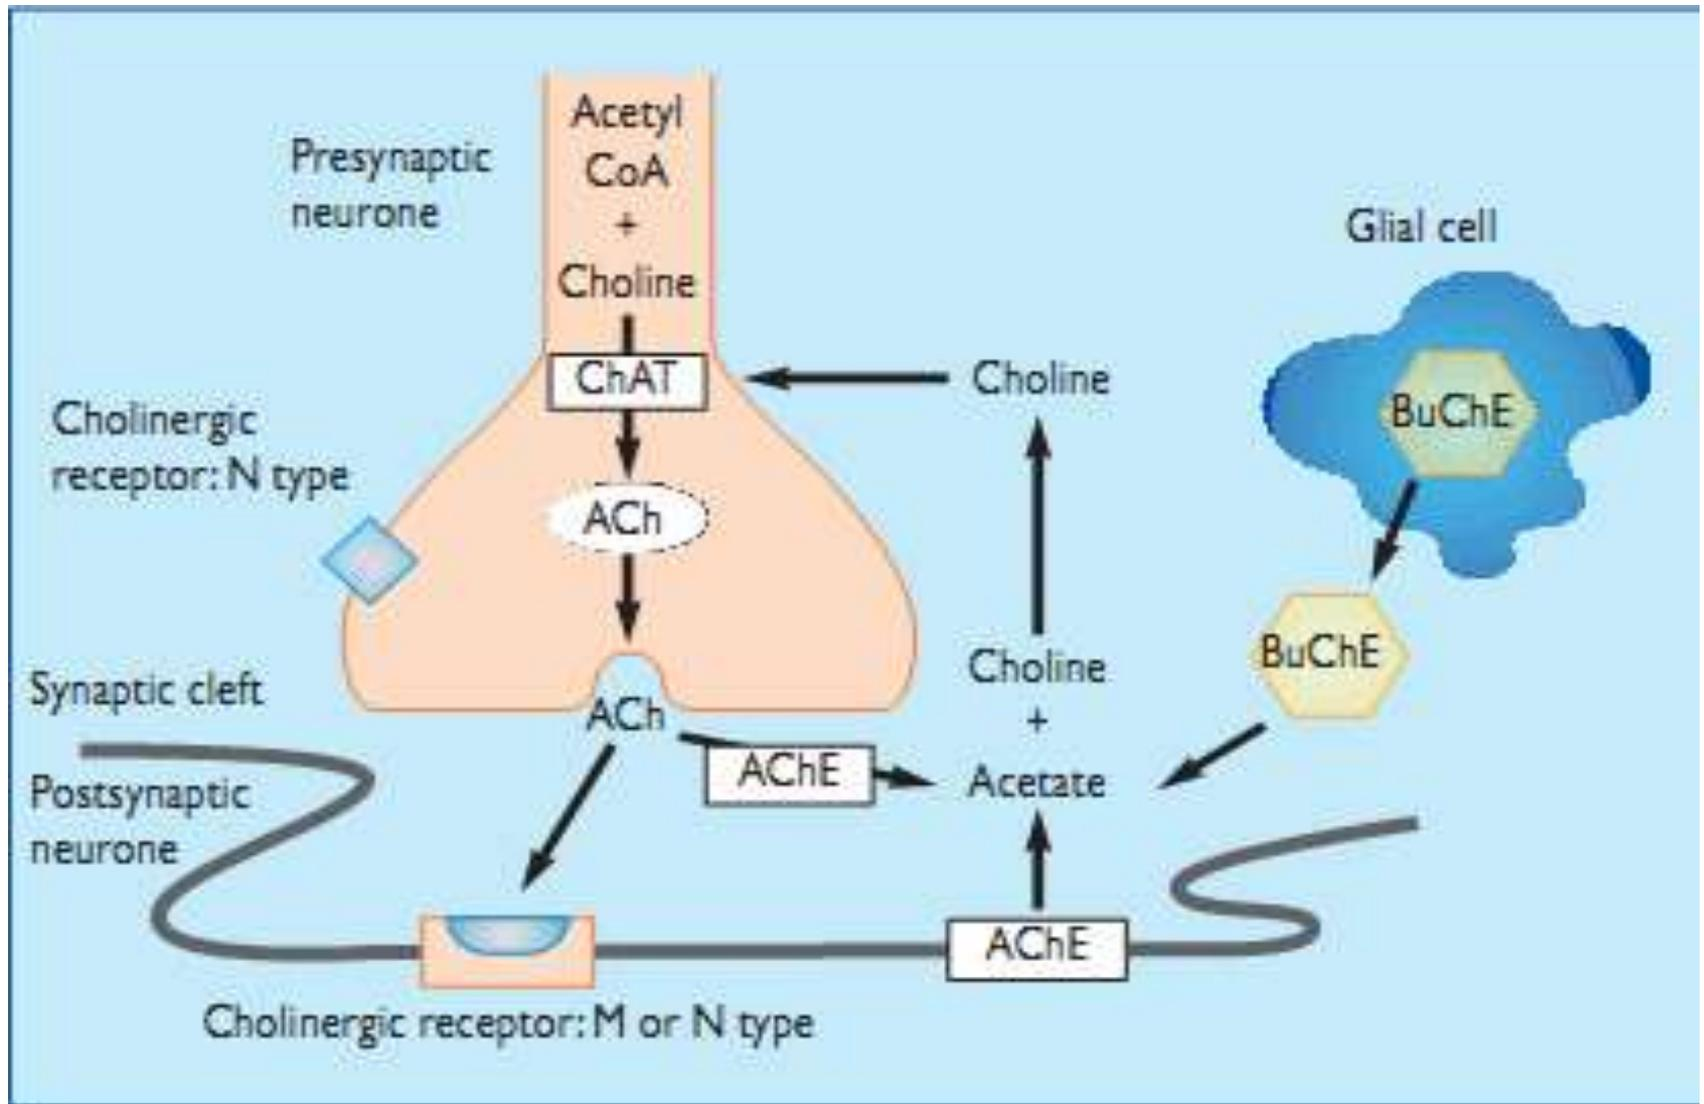 Presynaptic
neurone
Acetyl
CoA
+
Choline
ChAT
ACh
ACh
Cholinergic
receptor: N type
Glial cell
BuChE
BuChE
Choline
Choline
+
Acetate
AChE
AChE
Synaptic cleft
Postsynaptic
neurone
Cholinergic receptor: M or N type